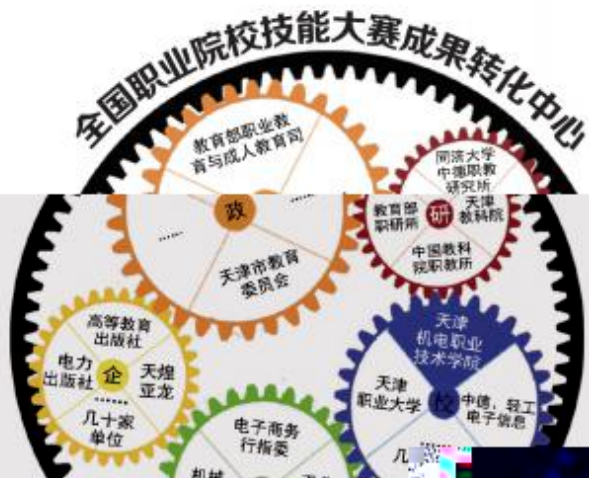 全国职业院校技能大赛成果转化中心
教育部职业教
育与成人教育司
政
......
......
天津市教育
委员会
同济大学
中德职教
研究所
教育部
职研所
研
天津
教科院
中国教科
院职教所
高等教育
出版社
电力
出版社
企
天煌
亚龙
......
几十家
单位
天津
机电职业
技术学院
天津
职业大学
校
中德、轻工
电子信息
......
几
电子商务
行指委
机械